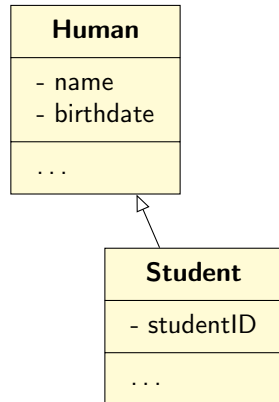 Human
- name
- birthdate
. . .
Student
- studentID
. . .